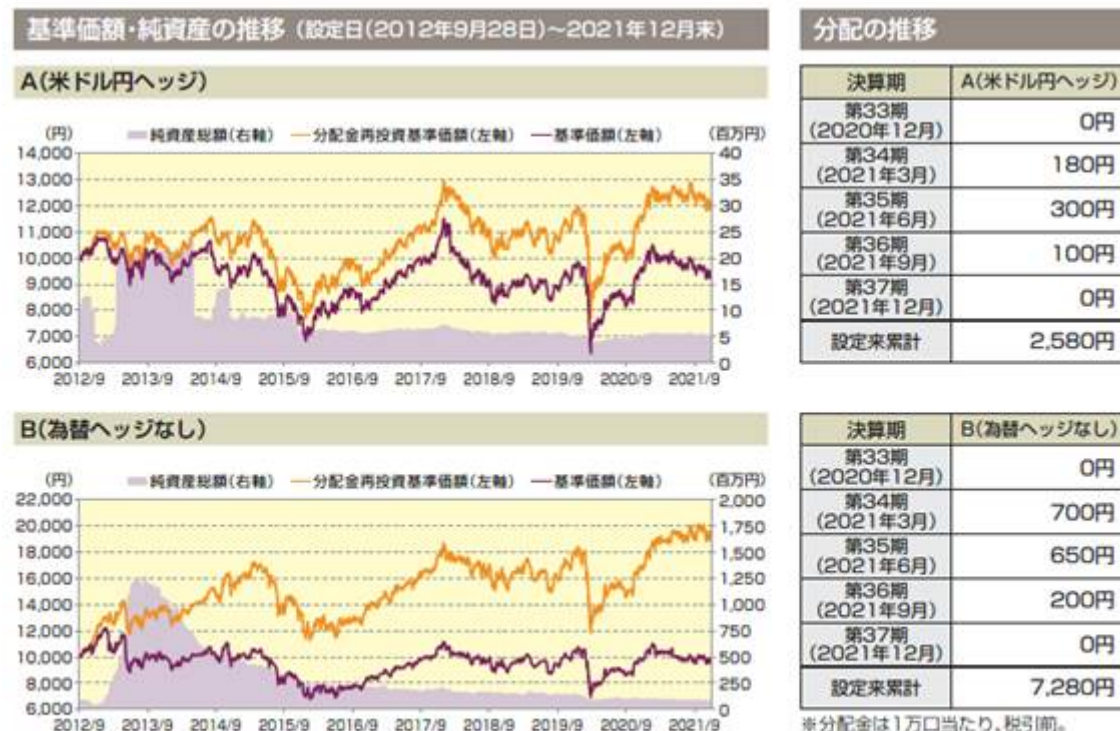 基準価額・純資産の推移（設定日（2012年9月28日）〜2021年12月末）
A（米ドル円ヘッジ）
（円） 純資産総額（右軸） 分配金再投資基準価額（左軸） 基準価額（左軸） （百万円）
14,000 40
13,000 35
12,000 30
11,000 25
10,000 20
9,000 15
8,000 10
7,000 5
6,000 0
2012/9 2013/9 2014/9 2015/9 2016/9 2017/9 2018/9 2019/9 2020/9 2021/9
B（為替ヘッジなし）
（円） 純資産総額（右軸） 分配金再投資基準価額（左軸） 基準価額（左軸） （百万円）
22,000 2,000
20,000 1,750
18,000 1,500
16,000 1,250
14,000 1,000
12,000 750
10,000 500
8,000 250
6,000 0
2012/9 2013/9 2014/9 2015/9 2016/9 2017/9 2018/9 2019/9 2020/9 2021/9
分配の推移
決算期 A（米ドル円ヘッジ）
第33期
（2020年12月） 0円
第34期
（2021年3月） 180円
第35期
（2021年6月） 300円
第36期
（2021年9月） 100円
第37期
（2021年12月） 0円
設定来累計 2,580円
決算期 B（為替ヘッジなし）
第33期
（2020年12月） 0円
第34期
（2021年3月） 700円
第35期
（2021年6月） 650円
第36期
（2021年9月） 200円
第37期
（2021年12月） 0円
設定来累計 7,280円
※分配金は1万口当たり、税引前。